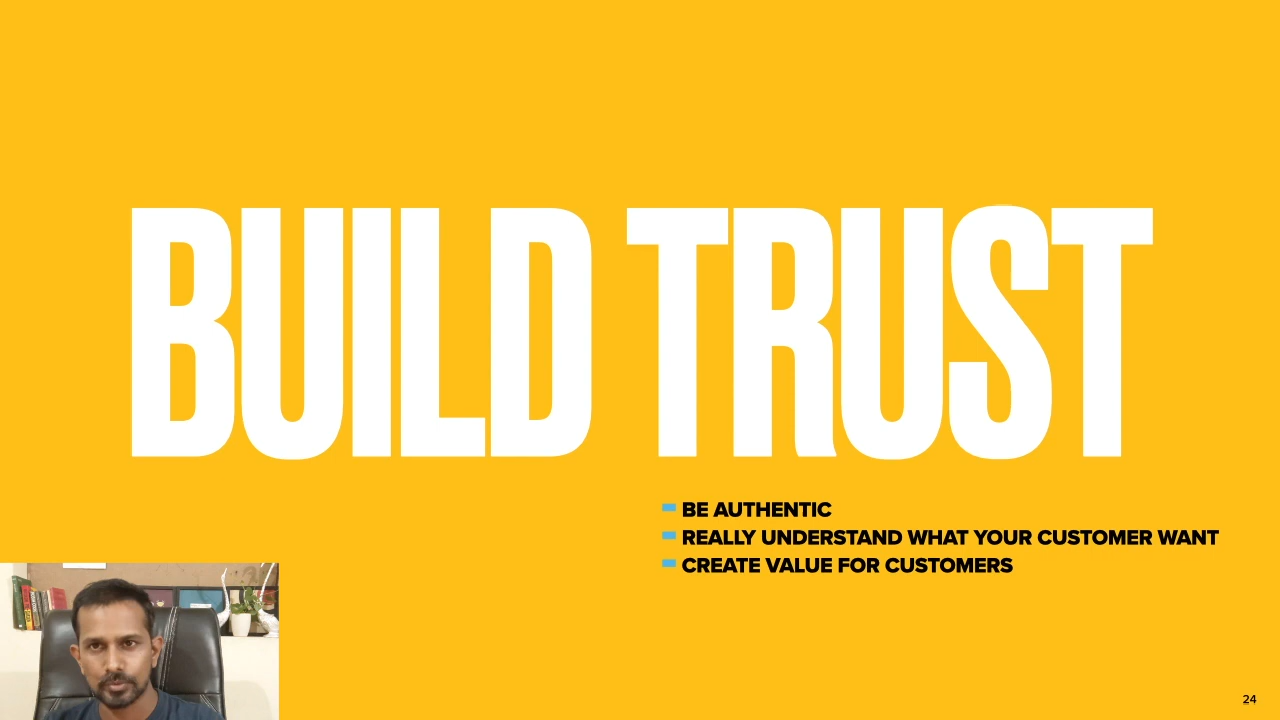 BUILD TRUST
BE AUTHENTIC
REALLY UNDERSTAND WHAT YOUR CUSTOMER WANT
CREATE VALUE FOR CUSTOMERS
24